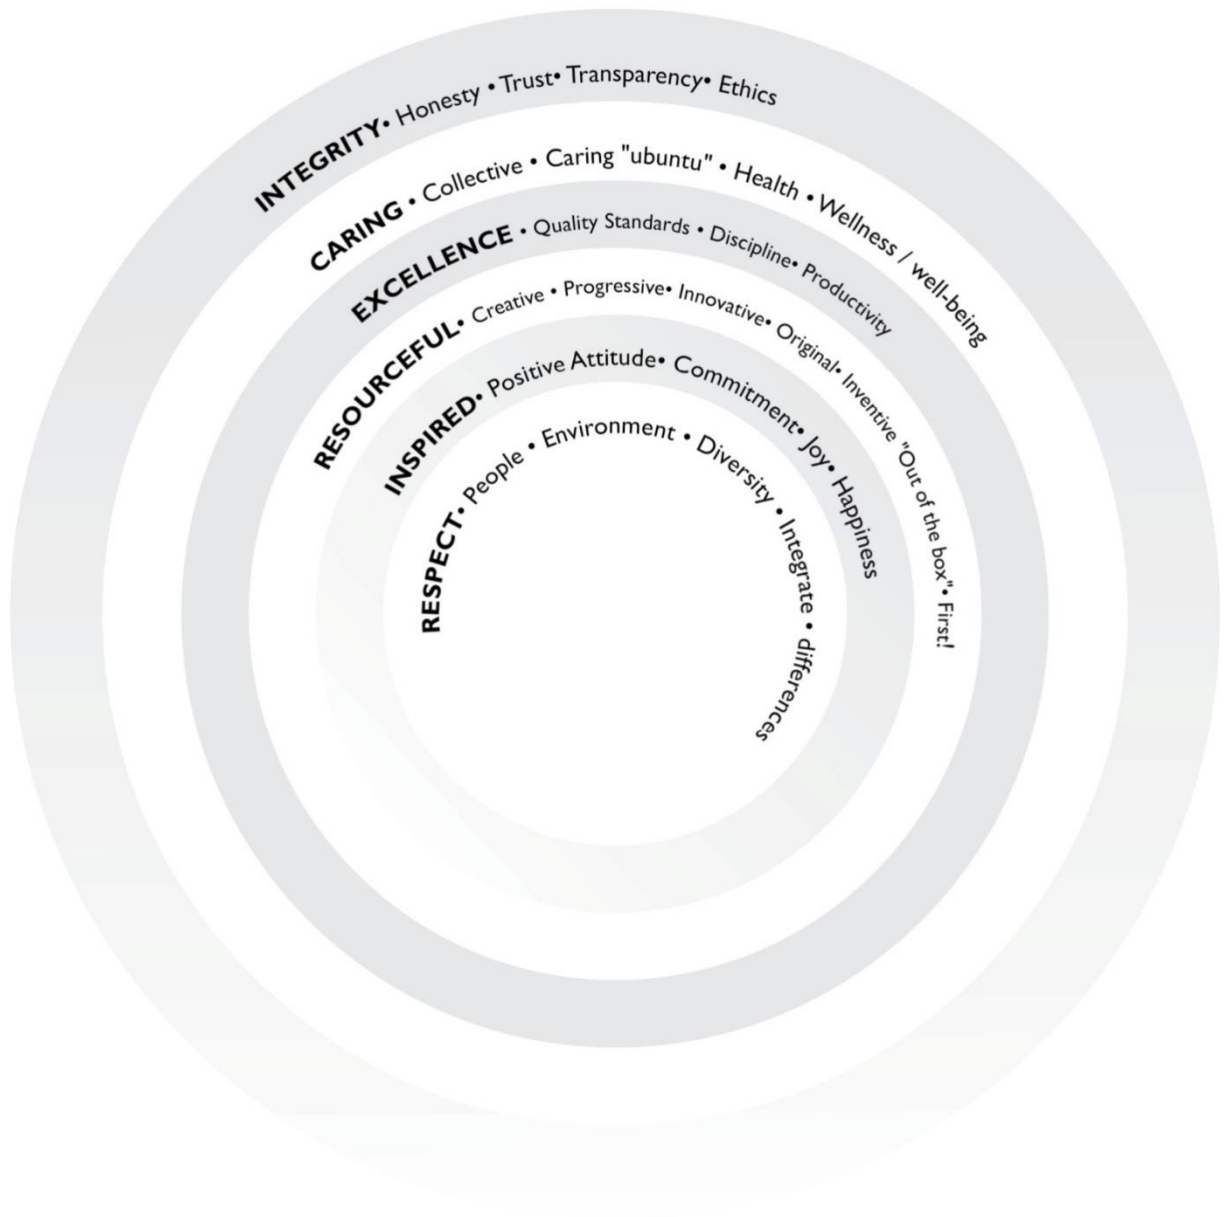 INTEGRITY• Honesty • Trust• Transparency• Ethics
CARING • Collective • Caring "ubuntu" • Health • Wellness / well-being
EXCELLENCE • Quality Standards • Discipline• Productivity
RESOURCEFUL• Creative • Progressive• Innovative• Original• Inventive "Out of the box"• First!
INSPIRED• Positive Attitude• Commitment• Joy• Happiness
RESPECT• People • Environment • Diversity • Integrate • differences